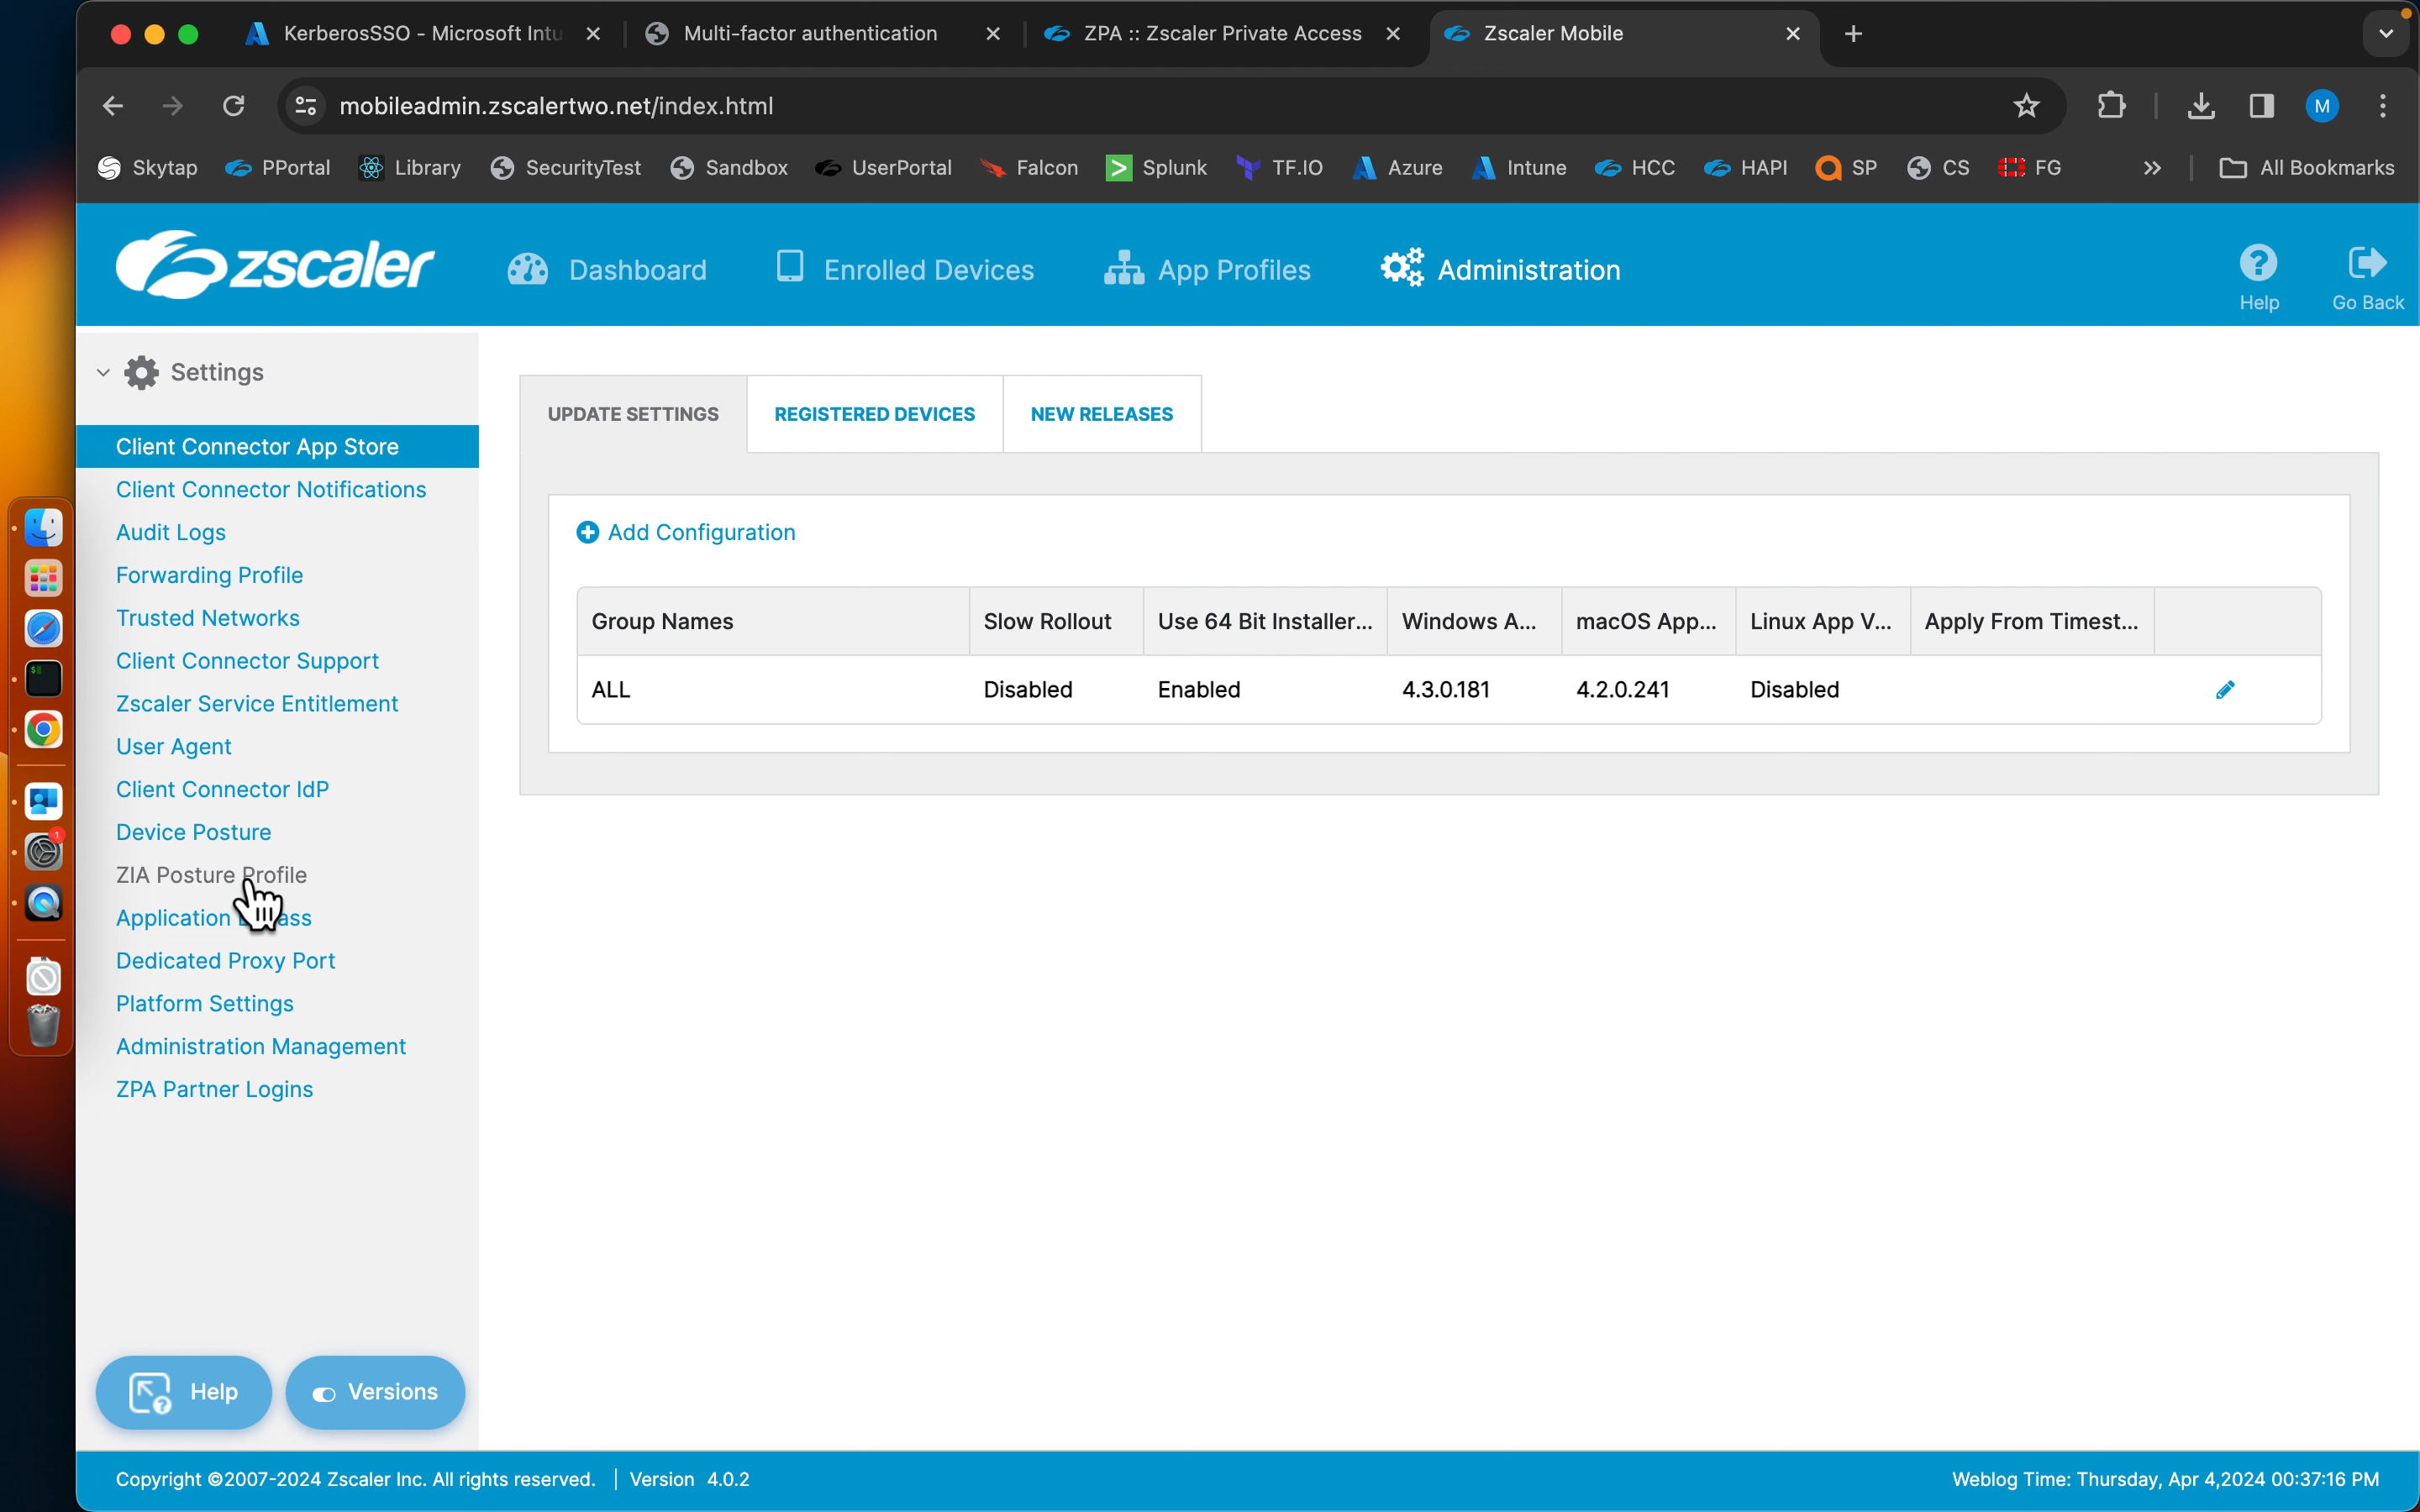 KerberosSSO - Microsoft Intu
Multi-factor authentication
ZPA :: Zscaler Private Access
Zscaler Mobile
mobileadmin.zscalertwo.net/index.html
M
Skytap
PPortal
Library
SecurityTest
Sandbox
UserPortal
Falcon
Splunk
TF.IO
Azure
Intune
HCC
HAPI
SP
CS
FG
All Bookmarks
zscaler
Dashboard
Enrolled Devices
App Profiles
Administration
Help
Go Back
Settings
Client Connector App Store
Client Connector Notifications
Audit Logs
Forwarding Profile
Trusted Networks
Client Connector Support
Zscaler Service Entitlement
User Agent
Client Connector IdP
Device Posture
ZIA Posture Profile
Application
Dedicated Proxy Port
Platform Settings
Administration Management
ZPA Partner Logins
UPDATE SETTINGS
REGISTERED DEVICES
NEW RELEASES
Add Configuration
Group Names
Slow Rollout
Use 64 Bit Installer...
Windows A...
macOS App...
Linux App V...
Apply From Timest...
ALL
Disabled
Enabled
4.3.0.181
4.2.0.241
Disabled
1
Help
Versions
Copyright ©2007-2024 Zscaler Inc. All rights reserved. | Version 4.0.2
Weblog Time: Thursday, Apr 4,2024 00:37:16 PM